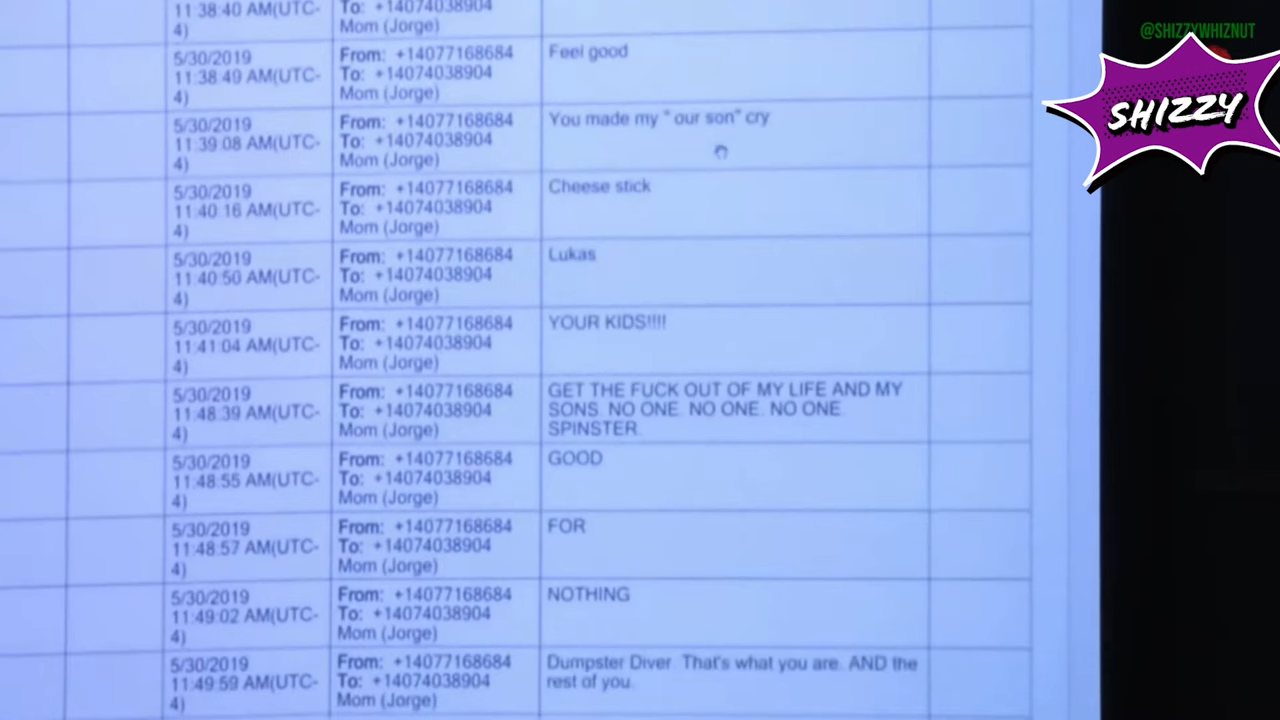 @SHIZZYWHIZNUT
SHIZZY
11:38:40 AM(UTC-
4)
To: +14074038904
Mom (Jorge)
5/30/2019
11:38:49 AM(UTC-
4)
From: +14077168684
To: +14074038904
Mom (Jorge)
Feel good
5/30/2019
11:39:08 AM(UTC-
4)
From: +14077168684
To: +14074038904
Mom (Jorge)
You made my " our son" cry
5/30/2019
11:40:16 AM(UTC-
4)
From: +14077168684
To: +14074038904
Mom (Jorge)
Cheese stick
5/30/2019
11:40:50 AM(UTC-
4)
From: +14077168684
To: +14074038904
Mom (Jorge)
Lukas
5/30/2019
11:41:04 AM(UTC-
4)
From: +14077168684
To: +14074038904
Mom (Jorge)
YOUR KIDS!!!!
5/30/2019
11:48:39 AM(UTC-
4)
From: +14077168684
To: +14074038904
Mom (Jorge)
GET THE FUCK OUT OF MY LIFE AND MY
SONS. NO ONE. NO ONE. NO ONE.
SPINSTER.
5/30/2019
11:48:55 AM(UTC-
4)
From: +14077168684
To: +14074038904
Mom (Jorge)
GOOD
5/30/2019
11:48:57 AM(UTC-
4)
From: +14077168684
To: +14074038904
Mom (Jorge)
FOR
5/30/2019
11:49:02 AM(UTC-
4)
From: +14077168684
To: +14074038904
Mom (Jorge)
NOTHING
5/30/2019
11:49:59 AM(UTC-
4)
From: +14077168684
To: +14074038904
Mom (Jorge)
Dumpster Diver. That's what you are. AND the
rest of you.